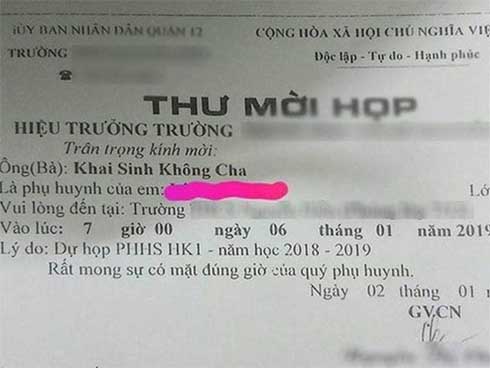 ỦY BAN NHÂN DÂN QUẬN 12
CỘNG HÒA XÃ HỘI CHỦ NGHĨA VIỆ
TRƯỜNG
Độc lập - Tự do - Hạnh phúc
THƯ MỜI HỌP
HIỆU TRƯỞNG TRƯỜNG
Trân trọng kính mời:
Ông(Bà): Khai Sinh Không Cha
Là phụ huynh của em:
Lớ
Vui lòng đến tại: Trường
Vào lúc: 7 giờ 00 ngày 06 tháng 01 năm 2019
Lý do: Dự họp PHHS HK1 - năm học 2018 - 2019
Rất mong sự có mặt đúng giờ của quý phụ huynh.
Ngày 02 tháng 01
GVCN